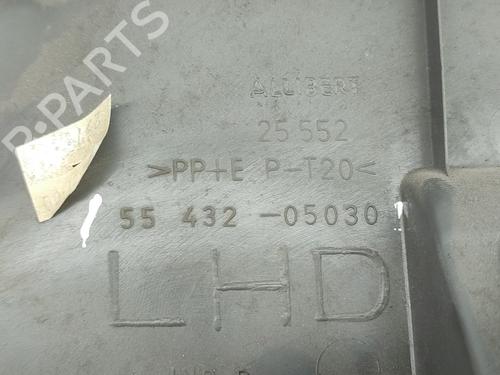 B-PARTS
ALLIBERT
25 552
>PP+E P-T20<
55 432-05030
LHD